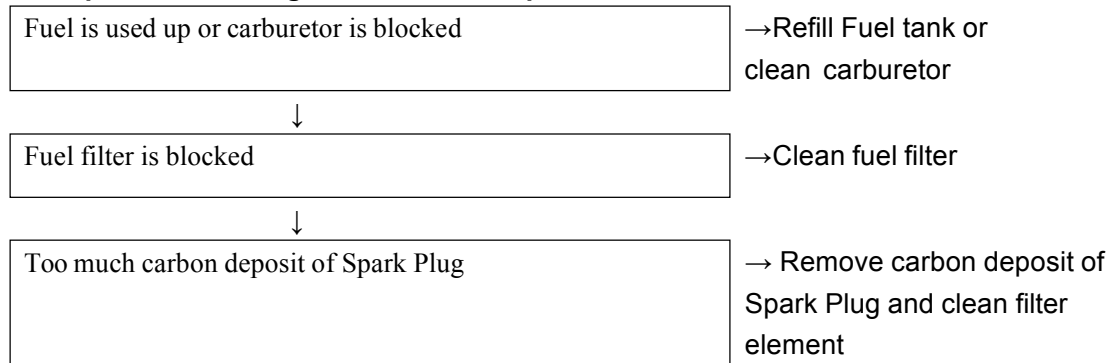 Fuel is used up or carburetor is blocked
→Refill Fuel tank or
clean carburetor
↓
Fuel filter is blocked
→Clean fuel filter
↓
Too much carbon deposit of Spark Plug
→ Remove carbon deposit of
Spark Plug and clean filter
element